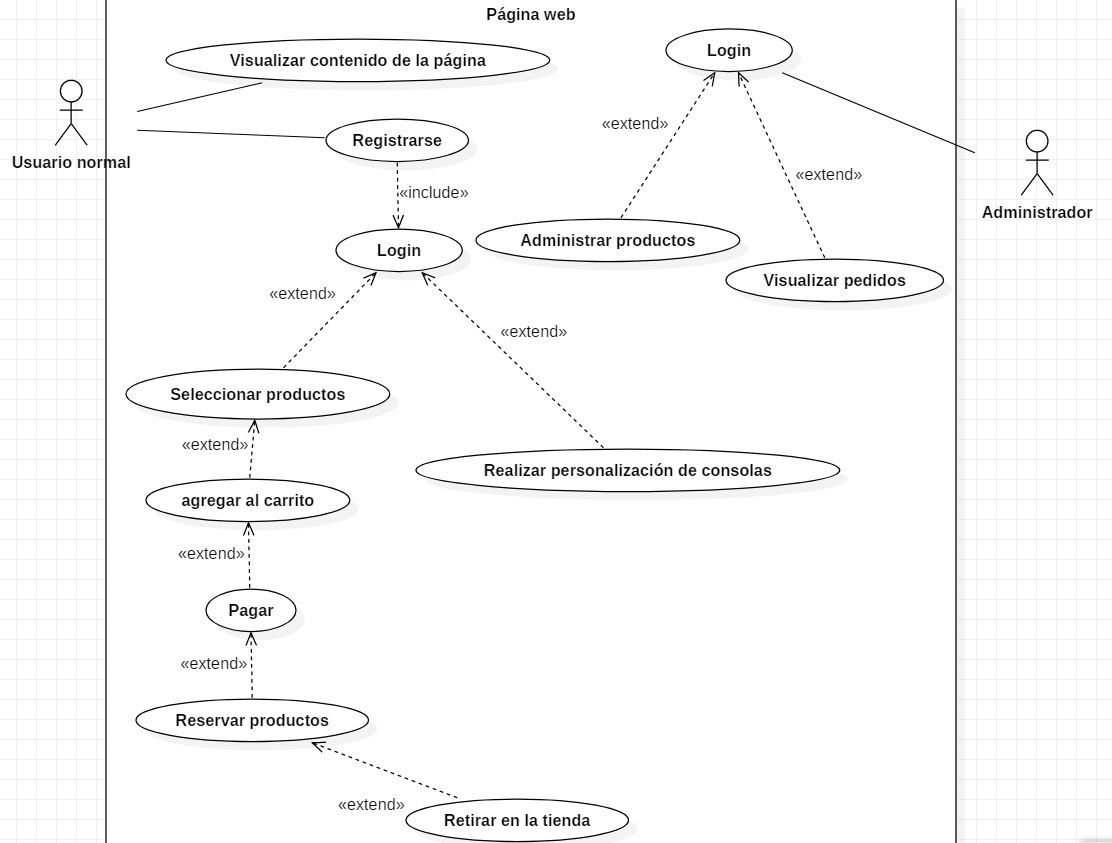 Página web
Visualizar contenido de la página
Login
Usuario normal
Registrarse
«extend»
Administrador
«include»
«extend»
Login
Administrar productos
Visualizar pedidos
«extend»
«extend»
Seleccionar productos
«extend»
Realizar personalización de consolas
agregar al carrito
«extend»
Pagar
«extend»
Reservar productos
«extend»
Retirar en la tienda